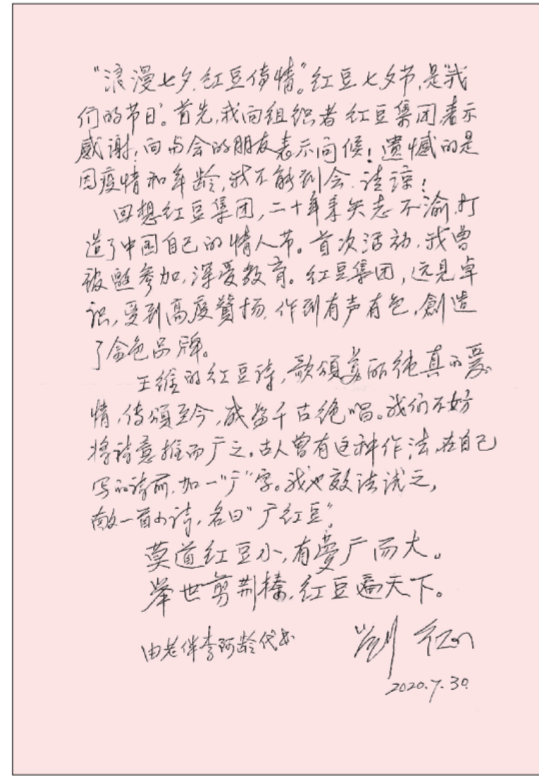 “浪漫七夕.红豆传情”。红豆七夕节,是我
们的节日。首先,我向组织者红豆集团表示
感谢!向与会的朋友表示问候!遗憾的是
因疫情和年龄,我不能到会.请谅!
回想红豆集团,二十年来矢志不渝,打
造了中国自己的情人节。首次活动,我曾
被邀参加,深受教育。红豆集团,远见卓
识,受到高度赞扬.作到有声有色,創造
了金色品牌。
王维的红豆诗,歌颂美丽纯真的爱
情,传颂至今,成为千古绝唱。我们不妨
将诗意推而广之。古人曾有这种作法,在自己
写的诗前.加一“广”字。我也效法试之,
献一首小诗,名曰“广红豆”。
莫道红豆小,有夢广而大。
举世剪荆榛.红豆遍天下。
由老伴李阿龄代书
劉征
2020.7.30